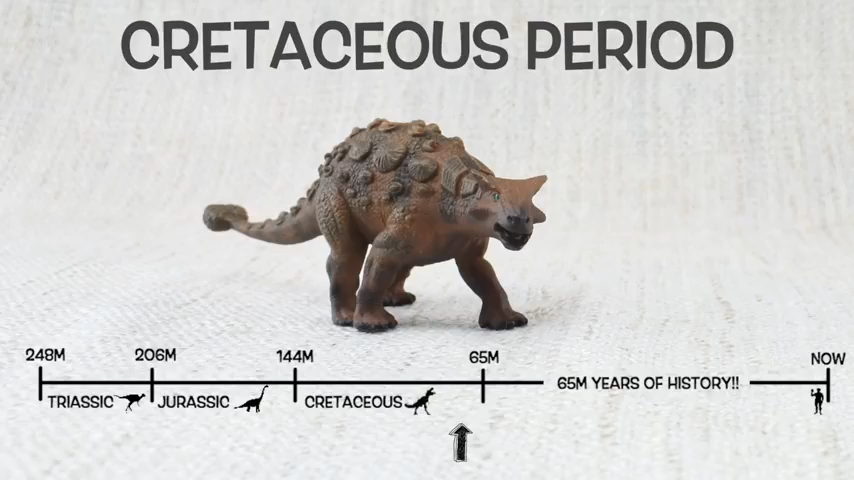 CRETACEOUS PERIOD
248M 206M 144M 65M NOW
65M YEARS OF HISTORY!!
TRIASSIC JURASSIC CRETACEOUS